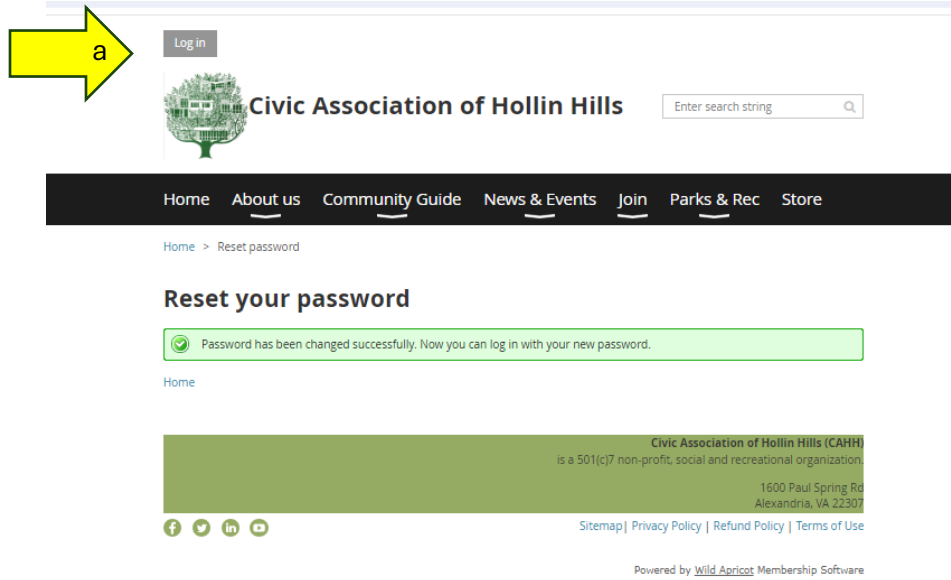 a
Log in
Civic Association of Hollin Hills
Enter search string
Home About us Community Guide News & Events Join Parks & Rec Store
Home > Reset password
Reset your password
Password has been changed successfully. Now you can log in with your new password.
Home
Civic Association of Hollin Hills (CAHH)
is a 501(c)7 non-profit, social and recreational organization.
1600 Paul Spring Rd
Alexandria, VA 22307
Sitemap| Privacy Policy | Refund Policy | Terms of Use
Powered by Wild Apricot Membership Software